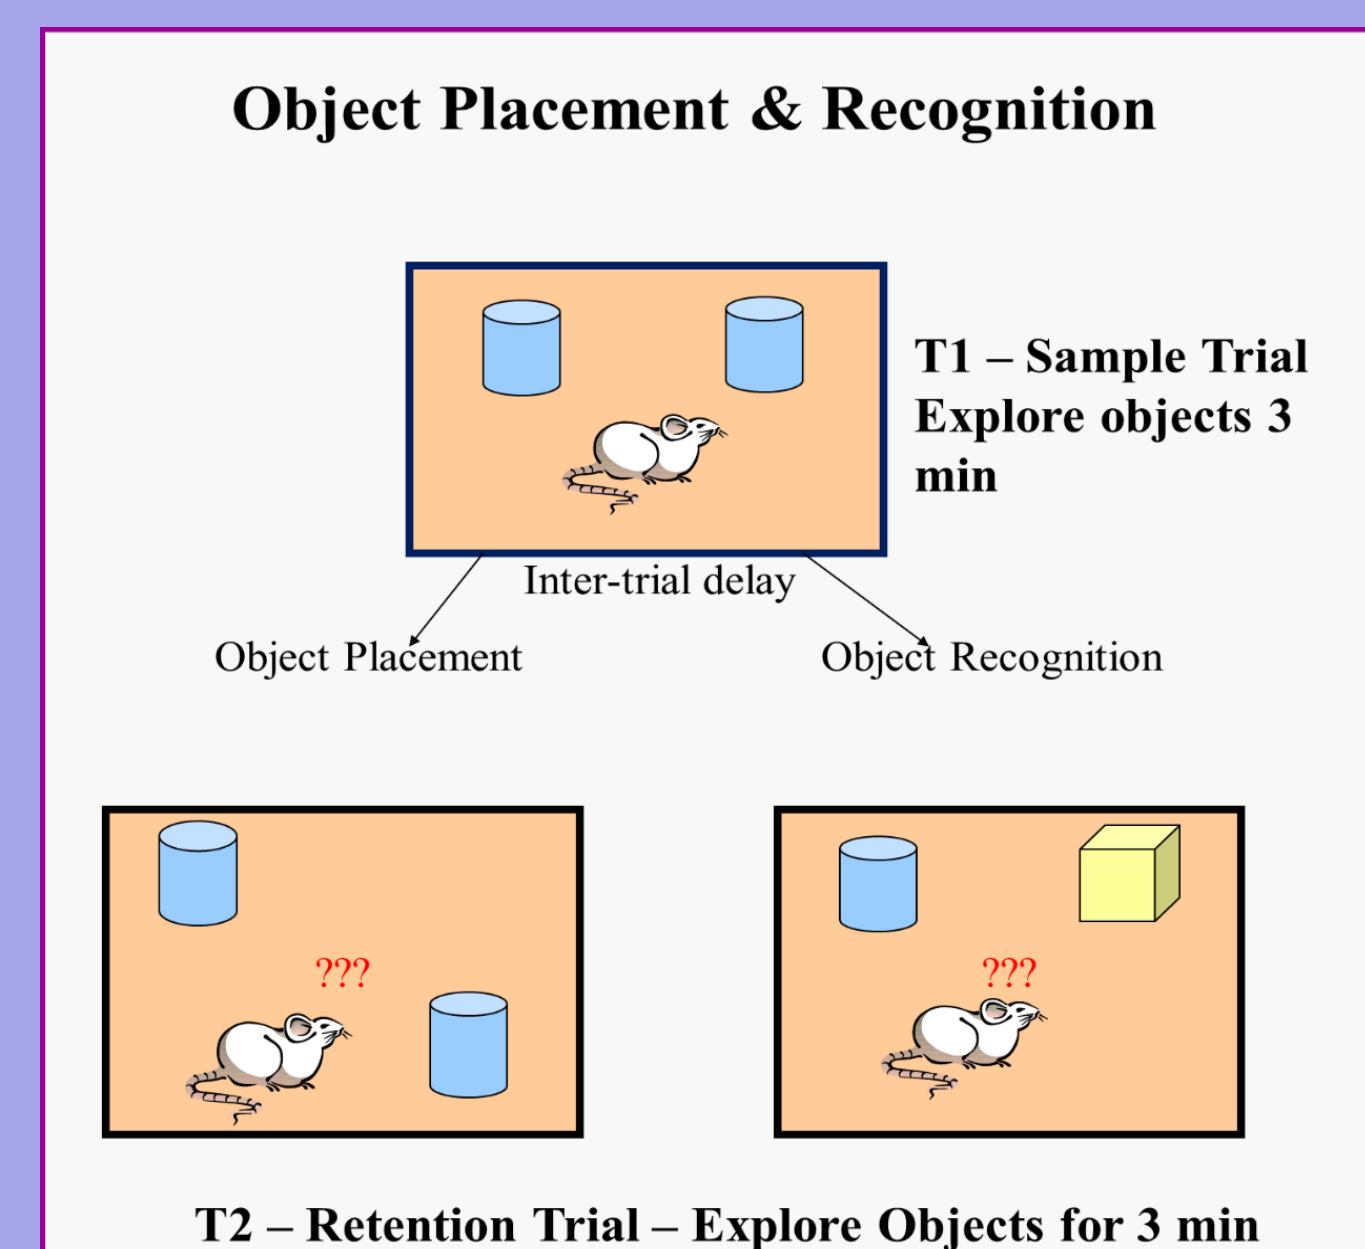 Object Placement & Recognition
T1 – Sample Trial
Explore objects 3
min
Inter-trial delay
Object Placement
Object Recognition
???
???
T2 – Retention Trial – Explore Objects for 3 min